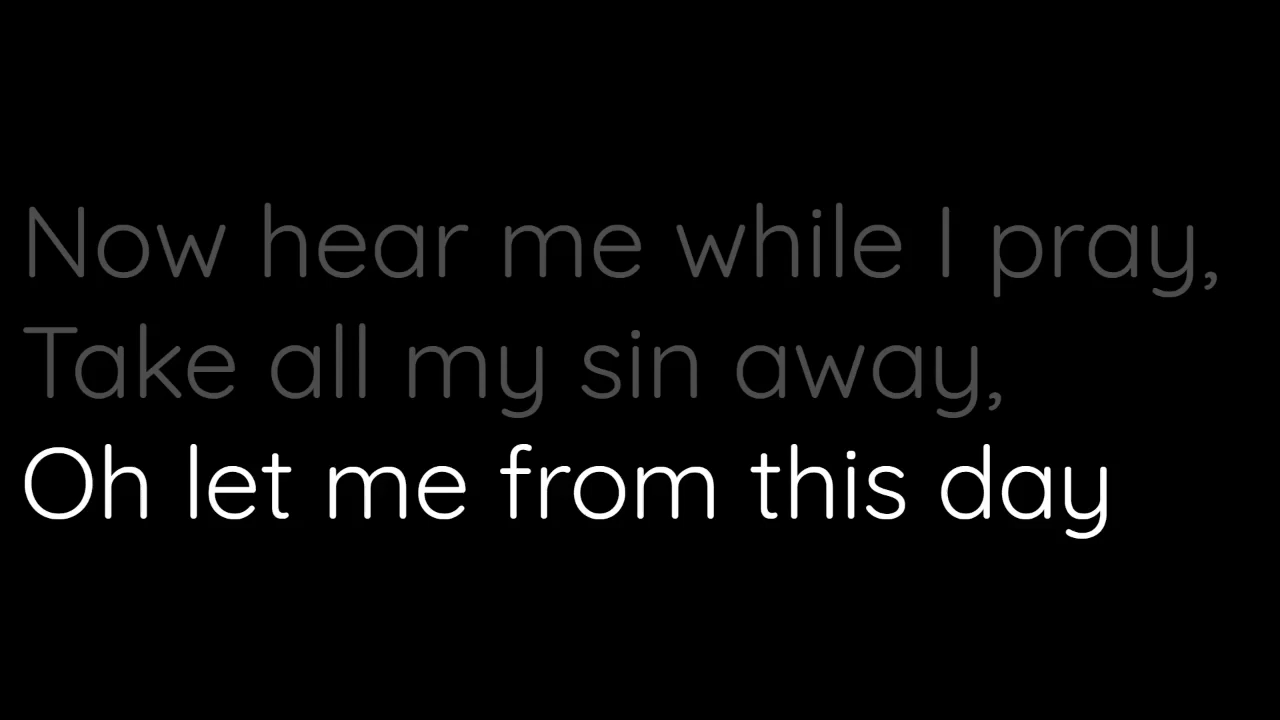 Now hear me while I pray,
Take all my sin away,
Oh let me from this day